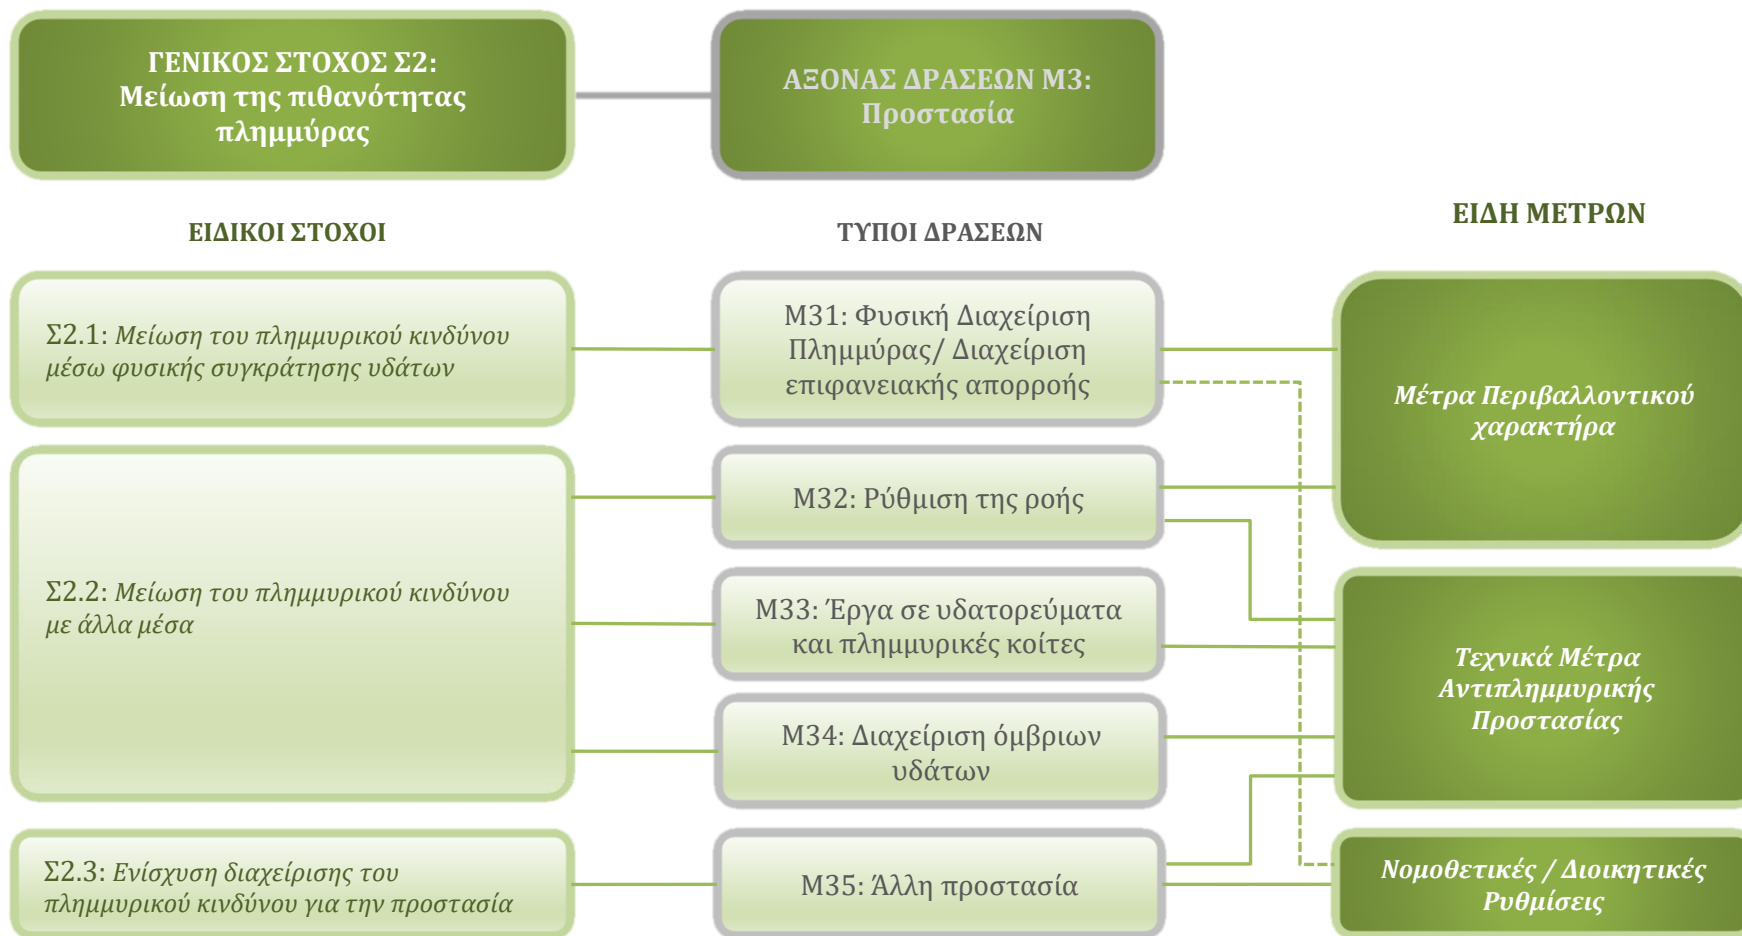 ΓΕΝΙΚΟΣ ΣΤΟΧΟΣ Σ2:
Μείωση της πιθανότητας
πλημμύρας
ΑΞΟΝΑΣ ΔΡΑΣΕΩΝ Μ3:
Προστασία
ΕΙΔΙΚΟΙ ΣΤΟΧΟΙ
ΤΥΠΟΙ ΔΡΑΣΕΩΝ
ΕΙΔΗ ΜΕΤΡΩΝ
Σ2.1: Μείωση του πλημμυρικού κινδύνου
μέσω φυσικής συγκράτησης υδάτων
Μ31: Φυσική Διαχείριση
Πλημμύρας/ Διαχείριση
επιφανειακής απορροής
Μέτρα Περιβαλλοντικού
χαρακτήρα
Σ2.2: Μείωση του πλημμυρικού κινδύνου
με άλλα μέσα
Μ32: Ρύθμιση της ροής
Μ33: Έργα σε υδατορεύματα
και πλημμυρικές κοίτες
Μ34: Διαχείριση όμβριων
υδάτων
Τεχνικά Μέτρα
Αντιπλημμυρικής
Προστασίας
Σ2.3: Ενίσχυση διαχείρισης του
πλημμυρικού κινδύνου για την προστασία
Μ35: Άλλη προστασία
Νομοθετικές / Διοικητικές
Ρυθμίσεις